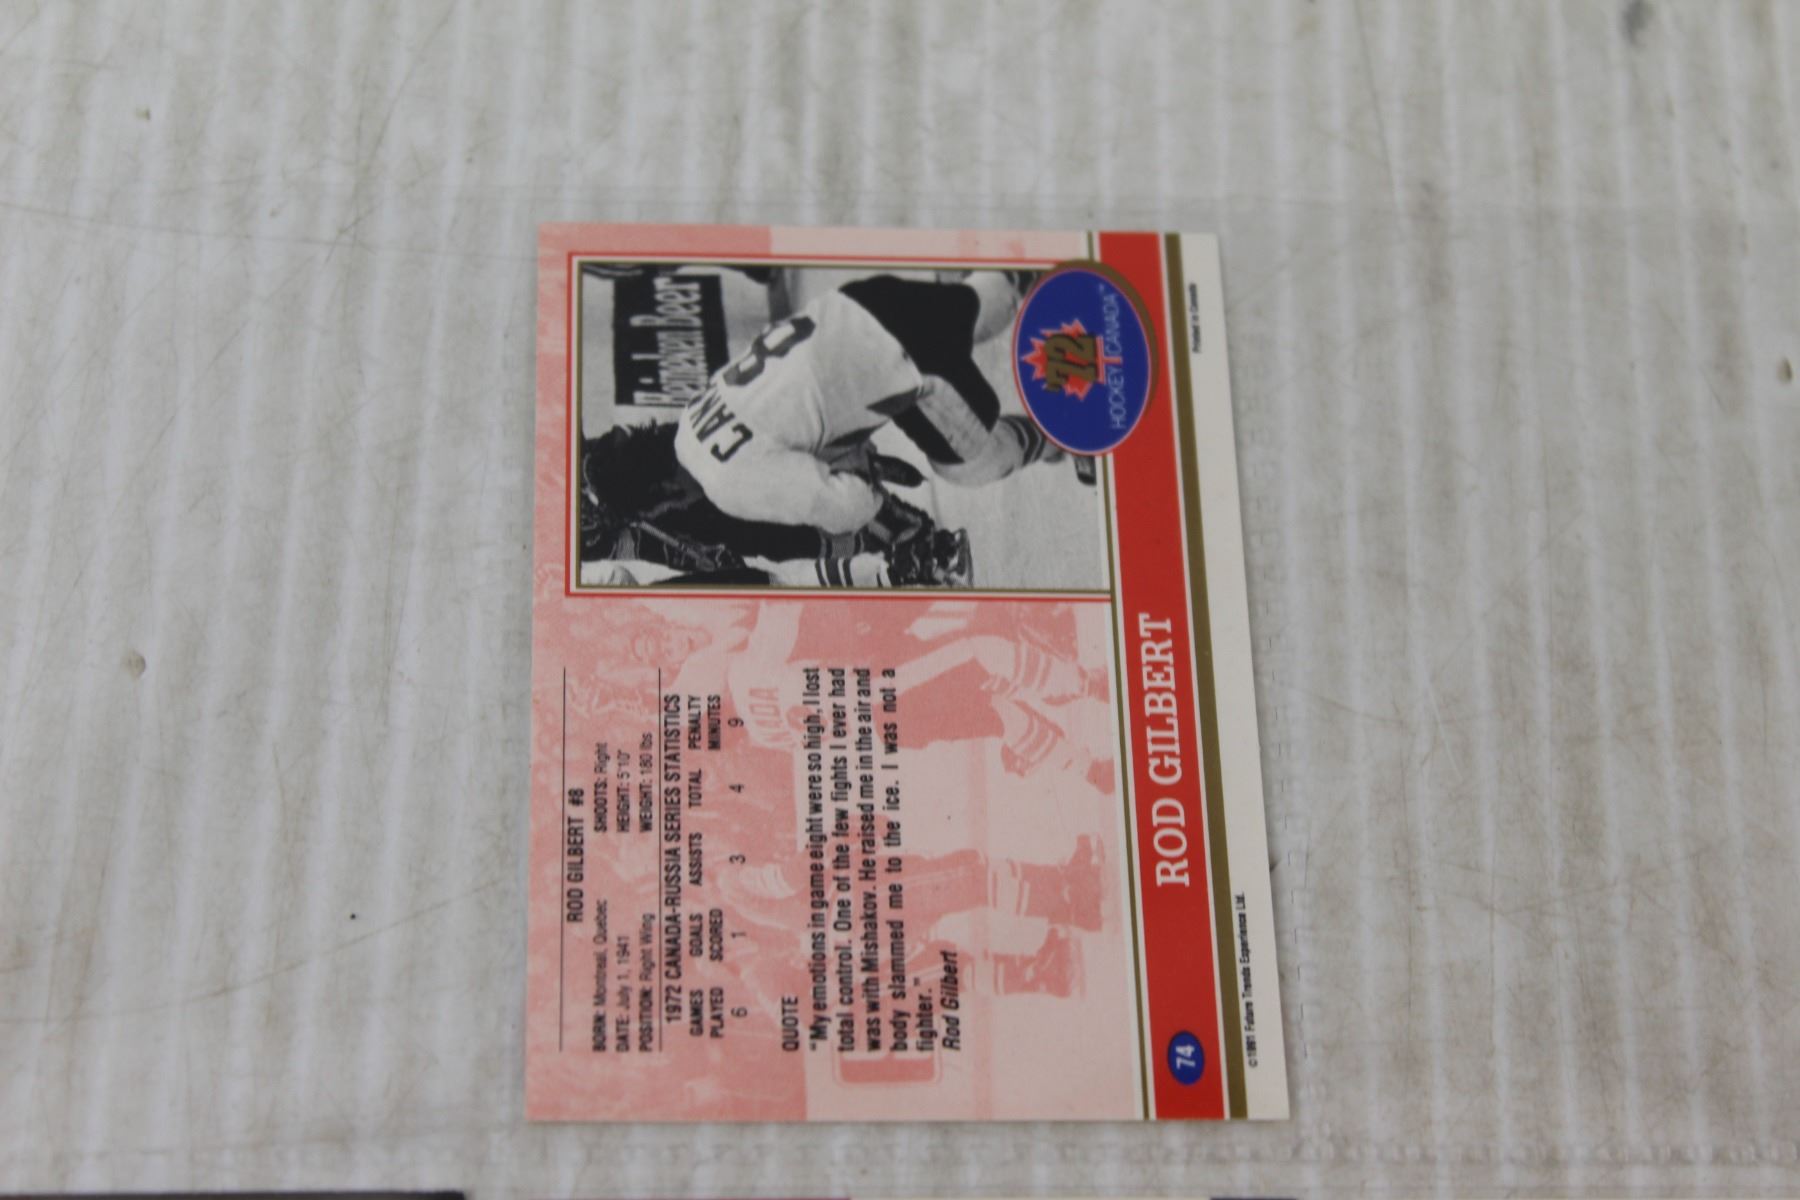 ROD GILBERT #8
BORN: Montreal, Quebec SHOOTS: Right
DATE: July 1, 1941 HEIGHT: 5'10"
POSITION: Right Wing WEIGHT: 180 lbs
1972 CANADA-RUSSIA SERIES STATISTICS
GAMES GOALS ASSISTS TOTAL PENALTY
PLAYED SCORED MINUTES
6 1 3 4 9
QUOTE
"My emotions in game eight were so high, I lost
total control. One of the few fights I ever had
was with Mishakov. He raised me in the air and
body slammed me to the ice. I was not a
fighter."
Rod Gilbert
Heineken Beer
CAN
8
'72
HOCKEY CANADA™
74 ROD GILBERT
©1991 Future Trends Experience Ltd. Printed in Canada